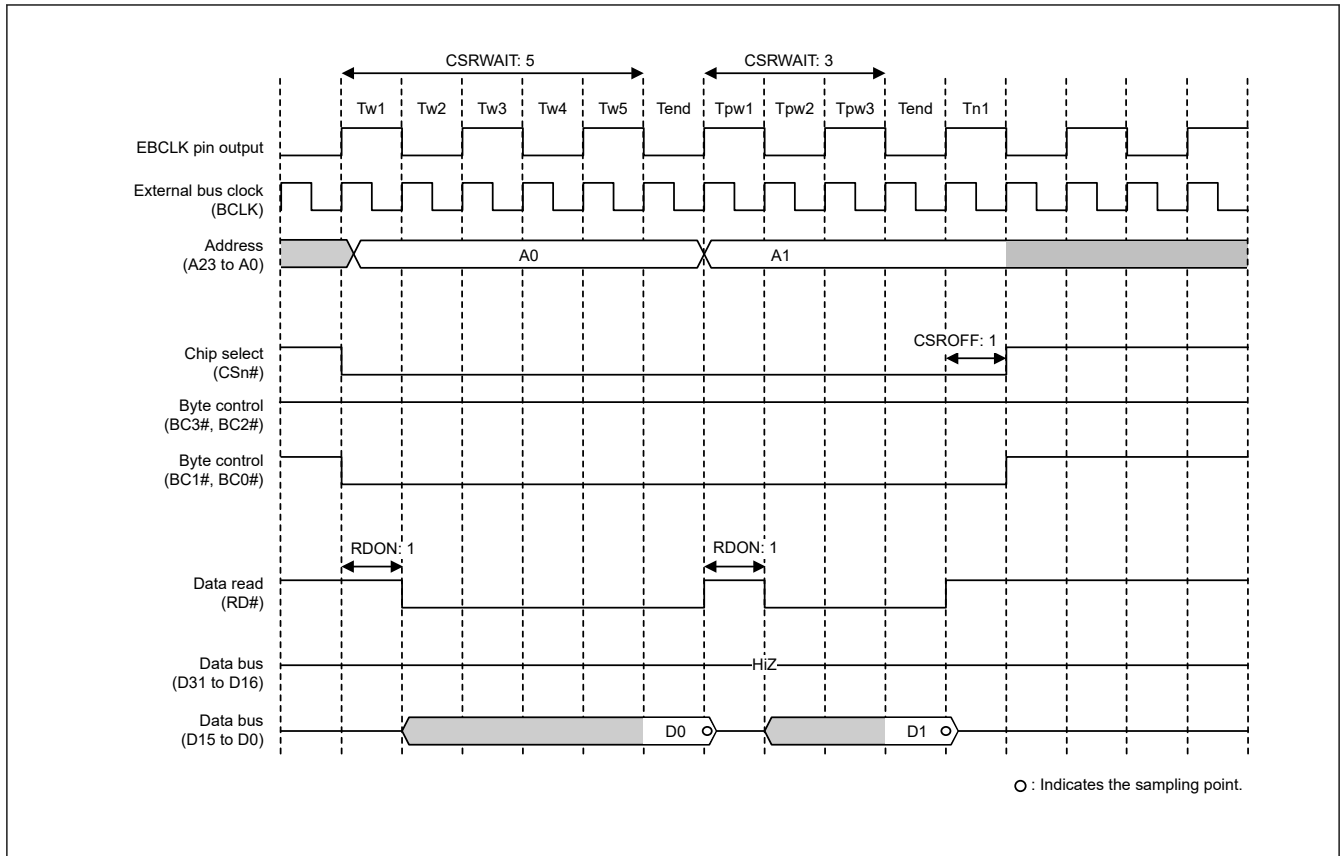 CSRWAIT: 5 CSRWAIT: 3
Tw1 Tw2 Tw3 Tw4 Tw5 Tend Tpw1 Tpw2 Tpw3 Tend Tn1
EBCLK pin output
External bus clock
(BCLK)
Address
(A23 to A0)
A0 A1
CSROFF: 1
Chip select
(CSn#)
Byte control
(BC3#, BC2#)
Byte control
(BC1#, BC0#)
RDON: 1 RDON: 1
Data read
(RD#)
Data bus
(D31 to D16)
HiZ
Data bus
(D15 to D0)
D0 D1
: Indicates the sampling point.